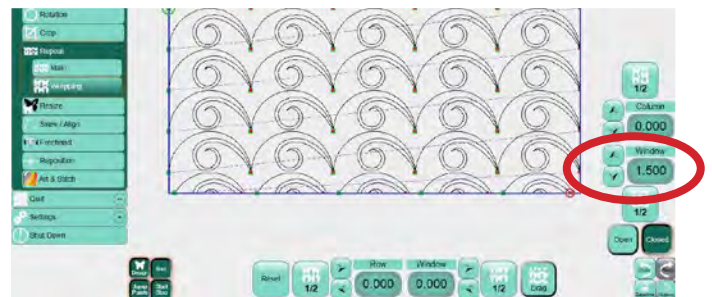 Rotation
Crop
Repeat
Main
Wrapping
Resize
Skew / Align
Freehand
Reposition
Art & Stitch
Quit
Settings
Shut Down
1/2
Column
0.000
Window
1.500
1/2
Open Closed
Reset
1/2
Row
0.000
Window
0.000
1/2
Drag